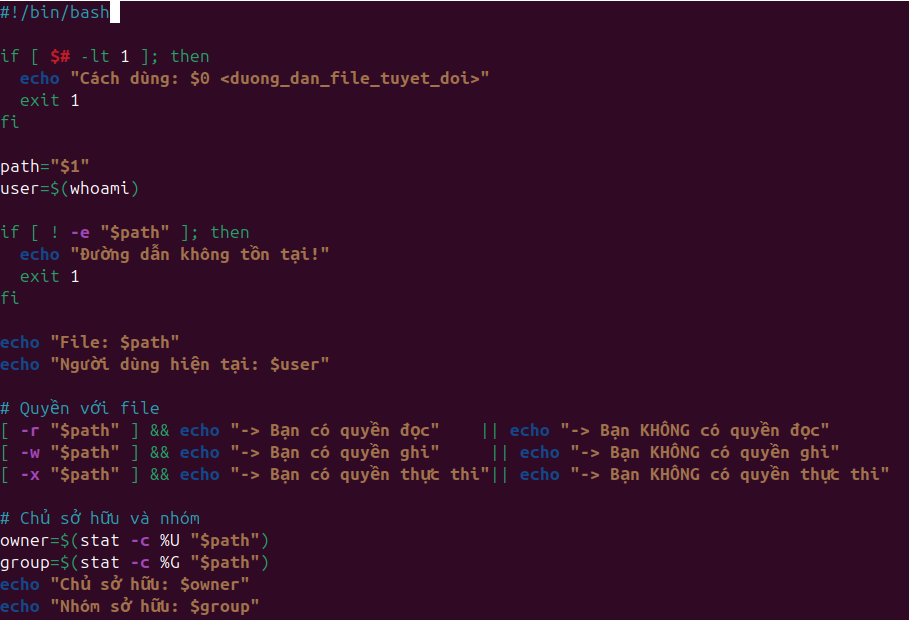 #!/bin/bash
if [ $# -lt 1 ]; then
  echo "Cách dùng: $0 <duong_dan_file_tuyet_doi>"
  exit 1
fi
path="$1"
user=$(whoami)
if [ ! -e "$path" ]; then
  echo "Đường dẫn không tồn tại!"
  exit 1
fi
echo "File: $path"
echo "Người dùng hiện tại: $user"
# Quyền với file
[ -r "$path" ] && echo "-> Bạn có quyền đọc"    || echo "-> Bạn KHÔNG có quyền đọc"
[ -w "$path" ] && echo "-> Bạn có quyền ghi"     || echo "-> Bạn KHÔNG có quyền ghi"
[ -x "$path" ] && echo "-> Bạn có quyền thực thi"|| echo "-> Bạn KHÔNG có quyền thực thi"
# Chủ sở hữu và nhóm
owner=$(stat -c %U "$path")
group=$(stat -c %G "$path")
echo "Chủ sở hữu: $owner"
echo "Nhóm sở hữu: $group"